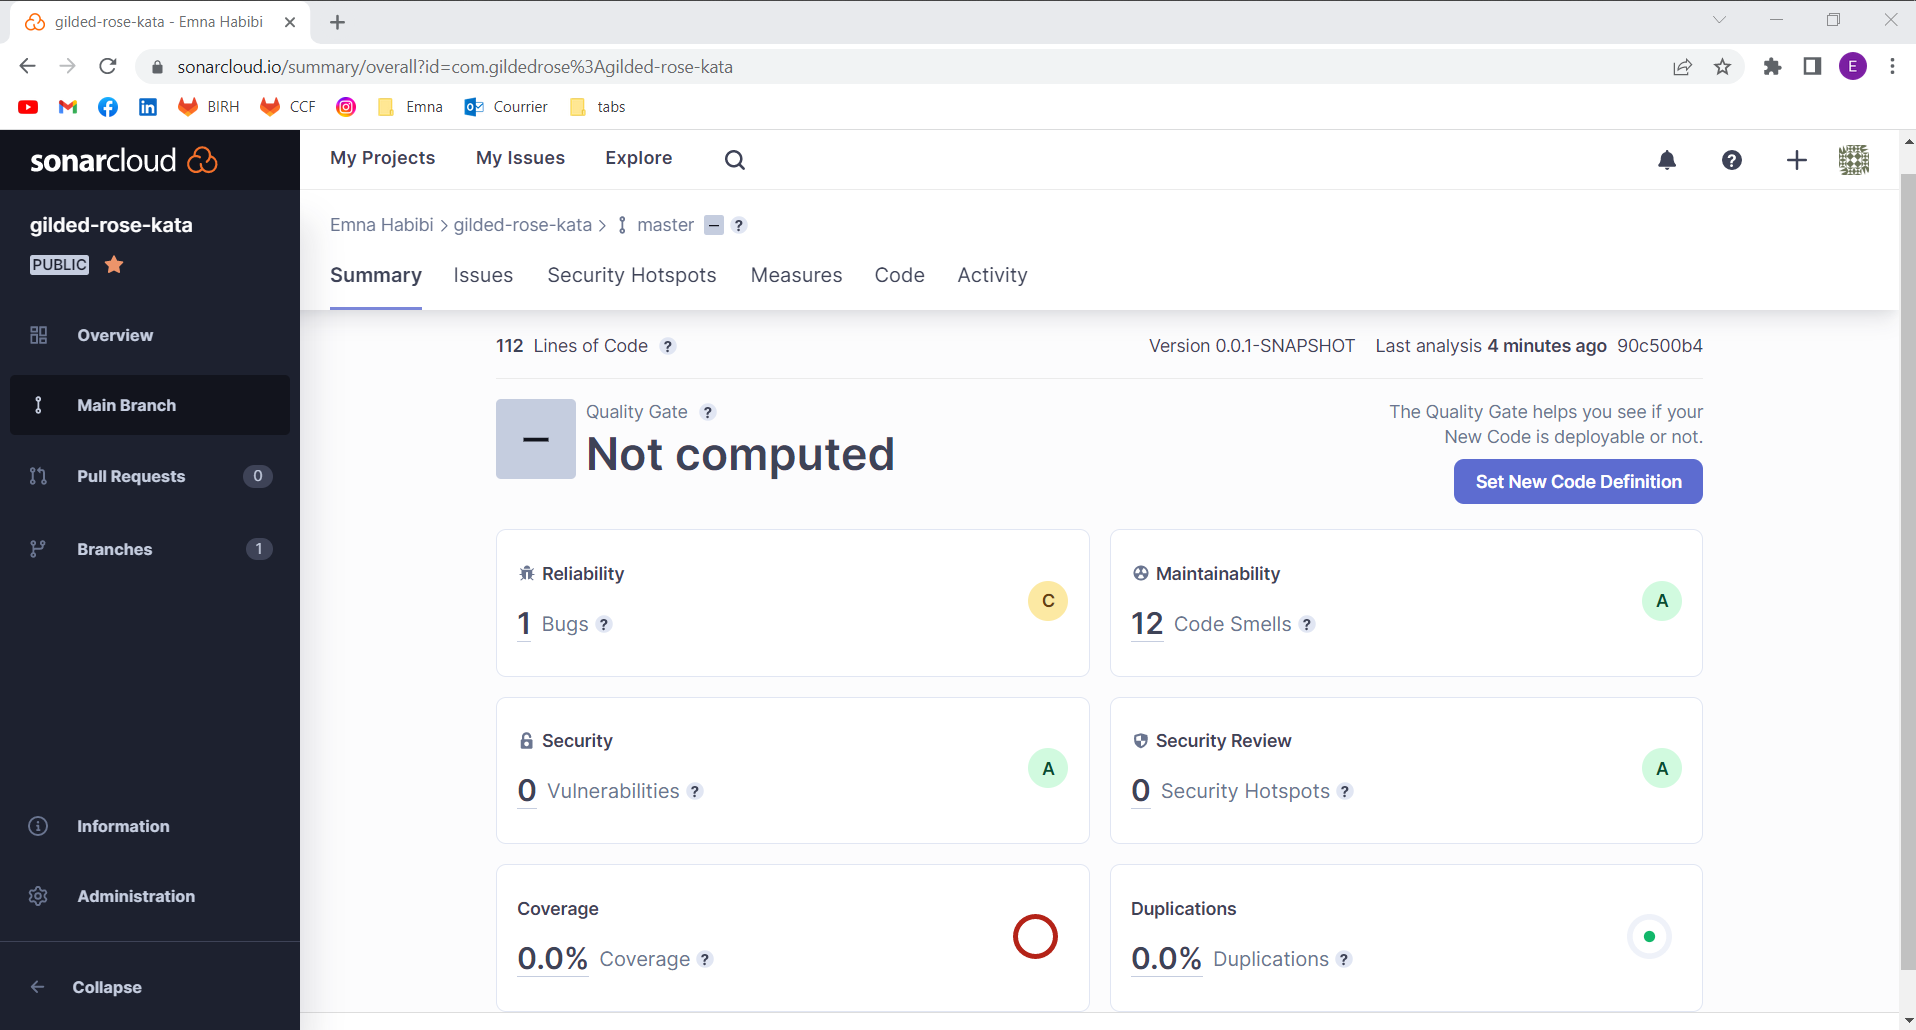 gilded-rose-kata - Emna Habibi
sonarcloud.io/summary/overall?id=com.gildedrose%3Agilded-rose-kata
E
BIRH
CCF
Emna
Courrier
tabs
sonarcloud
My Projects
My Issues
Explore
gilded-rose-kata
PUBLIC
Overview
Main Branch
Pull Requests 0
Branches 1
Information
Administration
Collapse
Emna Habibi > gilded-rose-kata > master – ?
Summary
Issues
Security Hotspots
Measures
Code
Activity
112 Lines of Code ?
Version 0.0.1-SNAPSHOT
Last analysis 4 minutes ago 90c500b4
Quality Gate ?
Not computed
The Quality Gate helps you see if your
New Code is deployable or not.
Set New Code Definition
Reliability
1 Bugs ?
C
Maintainability
12 Code Smells ?
A
Security
0 Vulnerabilities ?
A
Security Review
0 Security Hotspots ?
A
Coverage
0.0% Coverage ?
Duplications
0.0% Duplications ?